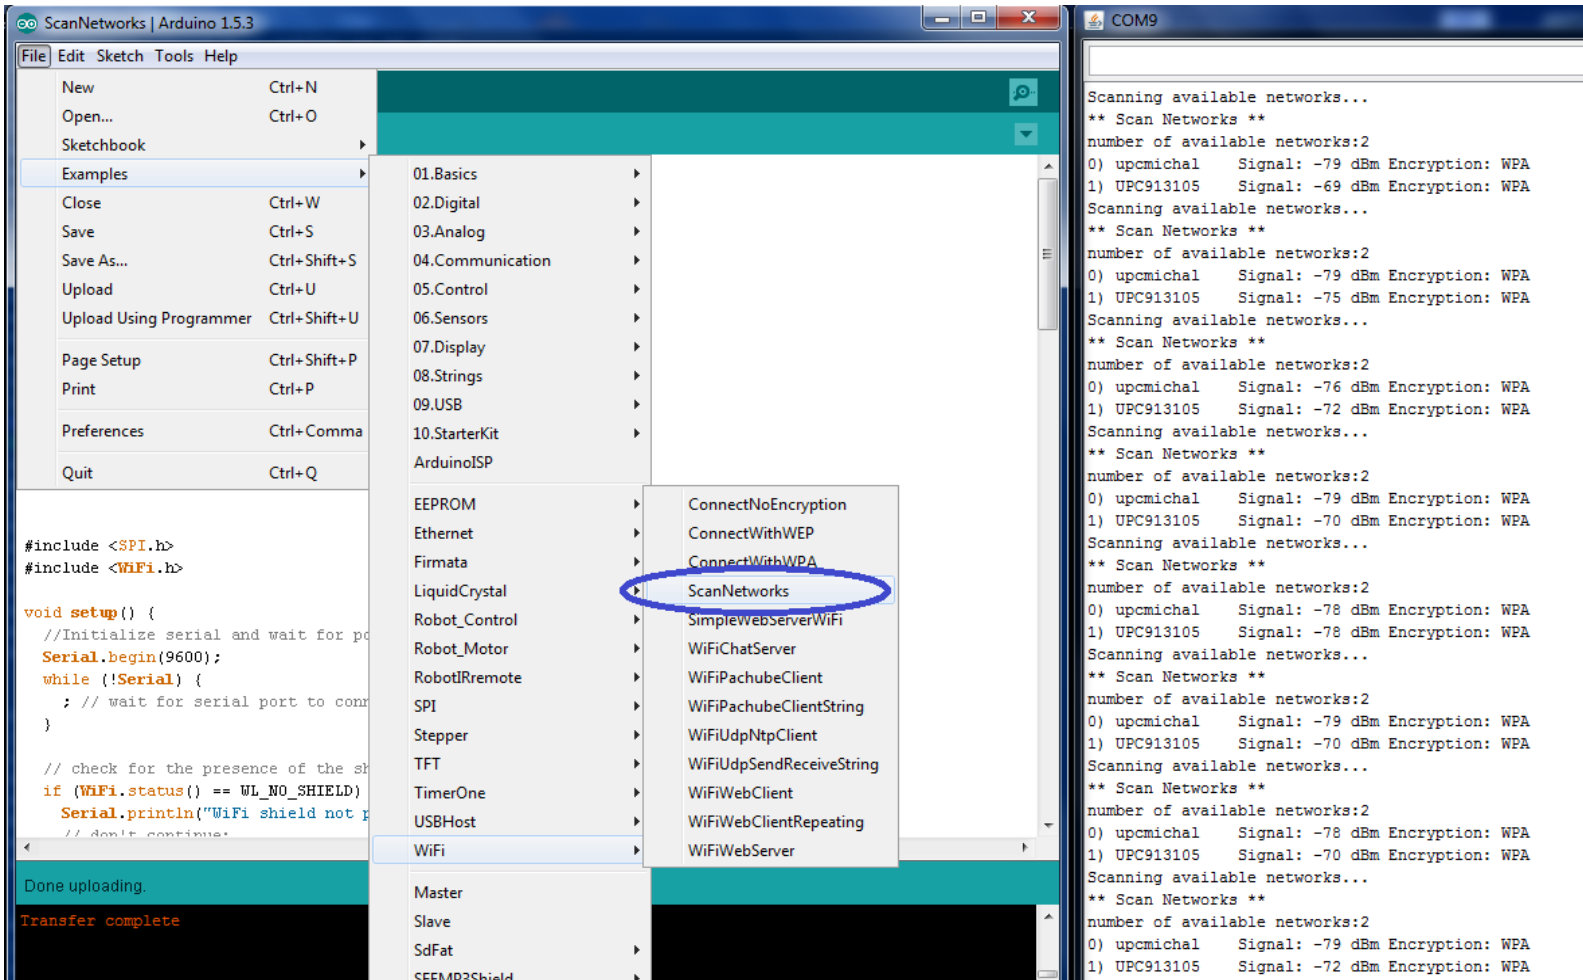 ScanNetworks | Arduino 1.5.3
File Edit Sketch Tools Help
New Ctrl+N
Open... Ctrl+O
Sketchbook
Examples
Close Ctrl+W
Save Ctrl+S
Save As... Ctrl+Shift+S
Upload Ctrl+U
Upload Using Programmer Ctrl+Shift+U
Page Setup Ctrl+Shift+P
Print Ctrl+P
Preferences Ctrl+Comma
Quit Ctrl+Q
01.Basics
02.Digital
03.Analog
04.Communication
05.Control
06.Sensors
07.Display
08.Strings
09.USB
10.StarterKit
ArduinoISP
EEPROM
Ethernet
Firmata
LiquidCrystal
Robot_Control
Robot_Motor
RobotIRremote
SPI
Stepper
TFT
TimerOne
USBHost
WiFi
Master
Slave
SdFat
SFEMP3Shield
ConnectNoEncryption
ConnectWithWEP
ConnectWithWPA
ScanNetworks
SimpleWebServerWiFi
WiFiChatServer
WiFiPachubeClient
WiFiPachubeClientString
WiFiUdpNtpClient
WiFiUdpSendReceiveString
WiFiWebClient
WiFiWebClientRepeating
WiFiWebServer
#include <SPI.h>
#include <WiFi.h>
void setup() {
//Initialize serial and wait for po
Serial.begin(9600);
while (!Serial) {
; // wait for serial port to conn
}
// check for the presence of the sh
if (WiFi.status() == WL_NO_SHIELD)
Serial.println("WiFi shield not p
// don't continue:
Done uploading.
Transfer complete
COM9
Scanning available networks...
** Scan Networks **
number of available networks:2
0) upcmichal Signal: -79 dBm Encryption: WPA
1) UPC913105 Signal: -69 dBm Encryption: WPA
Scanning available networks...
** Scan Networks **
number of available networks:2
0) upcmichal Signal: -79 dBm Encryption: WPA
1) UPC913105 Signal: -75 dBm Encryption: WPA
Scanning available networks...
** Scan Networks **
number of available networks:2
0) upcmichal Signal: -76 dBm Encryption: WPA
1) UPC913105 Signal: -72 dBm Encryption: WPA
Scanning available networks...
** Scan Networks **
number of available networks:2
0) upcmichal Signal: -79 dBm Encryption: WPA
1) UPC913105 Signal: -70 dBm Encryption: WPA
Scanning available networks...
** Scan Networks **
number of available networks:2
0) upcmichal Signal: -78 dBm Encryption: WPA
1) UPC913105 Signal: -78 dBm Encryption: WPA
Scanning available networks...
** Scan Networks **
number of available networks:2
0) upcmichal Signal: -79 dBm Encryption: WPA
1) UPC913105 Signal: -70 dBm Encryption: WPA
Scanning available networks...
** Scan Networks **
number of available networks:2
0) upcmichal Signal: -78 dBm Encryption: WPA
1) UPC913105 Signal: -70 dBm Encryption: WPA
Scanning available networks...
** Scan Networks **
number of available networks:2
0) upcmichal Signal: -79 dBm Encryption: WPA
1) UPC913105 Signal: -72 dBm Encryption: WPA